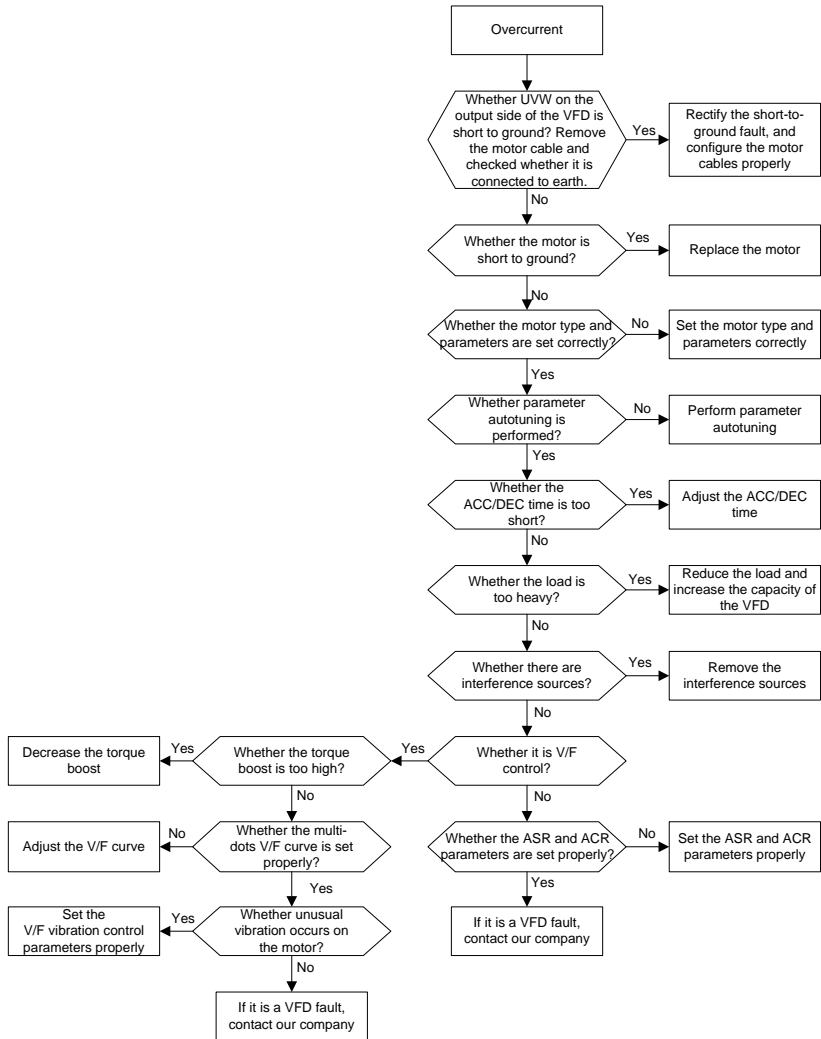 Overcurrent
Whether UVW on the
output side of the VFD is
short to ground? Remove
the motor cable and
checked whether it is
connected to earth.
Yes
Rectify the short-to-
ground fault, and
configure the motor
cables properly
No
Whether the motor is
short to ground?
Yes
Replace the motor
No
Whether the motor type and
parameters are set correctly?
No
Set the motor type and
parameters correctly
Yes
Whether parameter
autotuning is
performed?
No
Perform parameter
autotuning
Yes
Whether the
ACC/DEC time is too
short?
Yes
Adjust the ACC/DEC
time
No
Whether the load is
too heavy?
Yes
Reduce the load and
increase the capacity of
the VFD
No
Whether there are
interference sources?
Yes
Remove the
interference sources
No
Whether it is V/F
control?
Yes
Whether the torque
boost is too high?
Yes
Decrease the torque
boost
No
Whether the multi-
dots V/F curve is set
properly?
No
Adjust the V/F curve
Yes
Whether unusual
vibration occurs on
the motor?
Yes
Set the
V/F vibration control
parameters properly
No
If it is a VFD fault,
contact our company
No
Whether the ASR and ACR
parameters are set properly?
No
Set the ASR and ACR
parameters properly
Yes
If it is a VFD fault,
contact our company